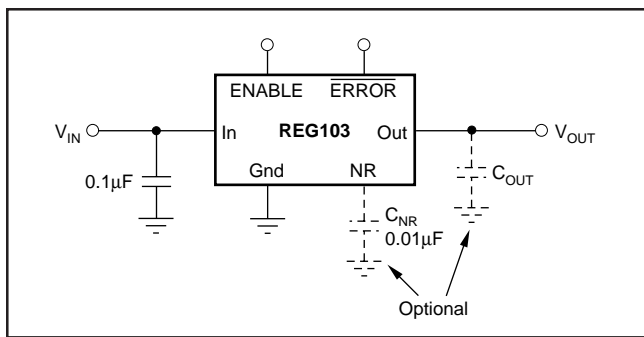 ENABLE ERROR
V_IN In REG103 Out V_OUT
0.1μF Gnd NR C_OUT
C_NR
0.01μF
Optional